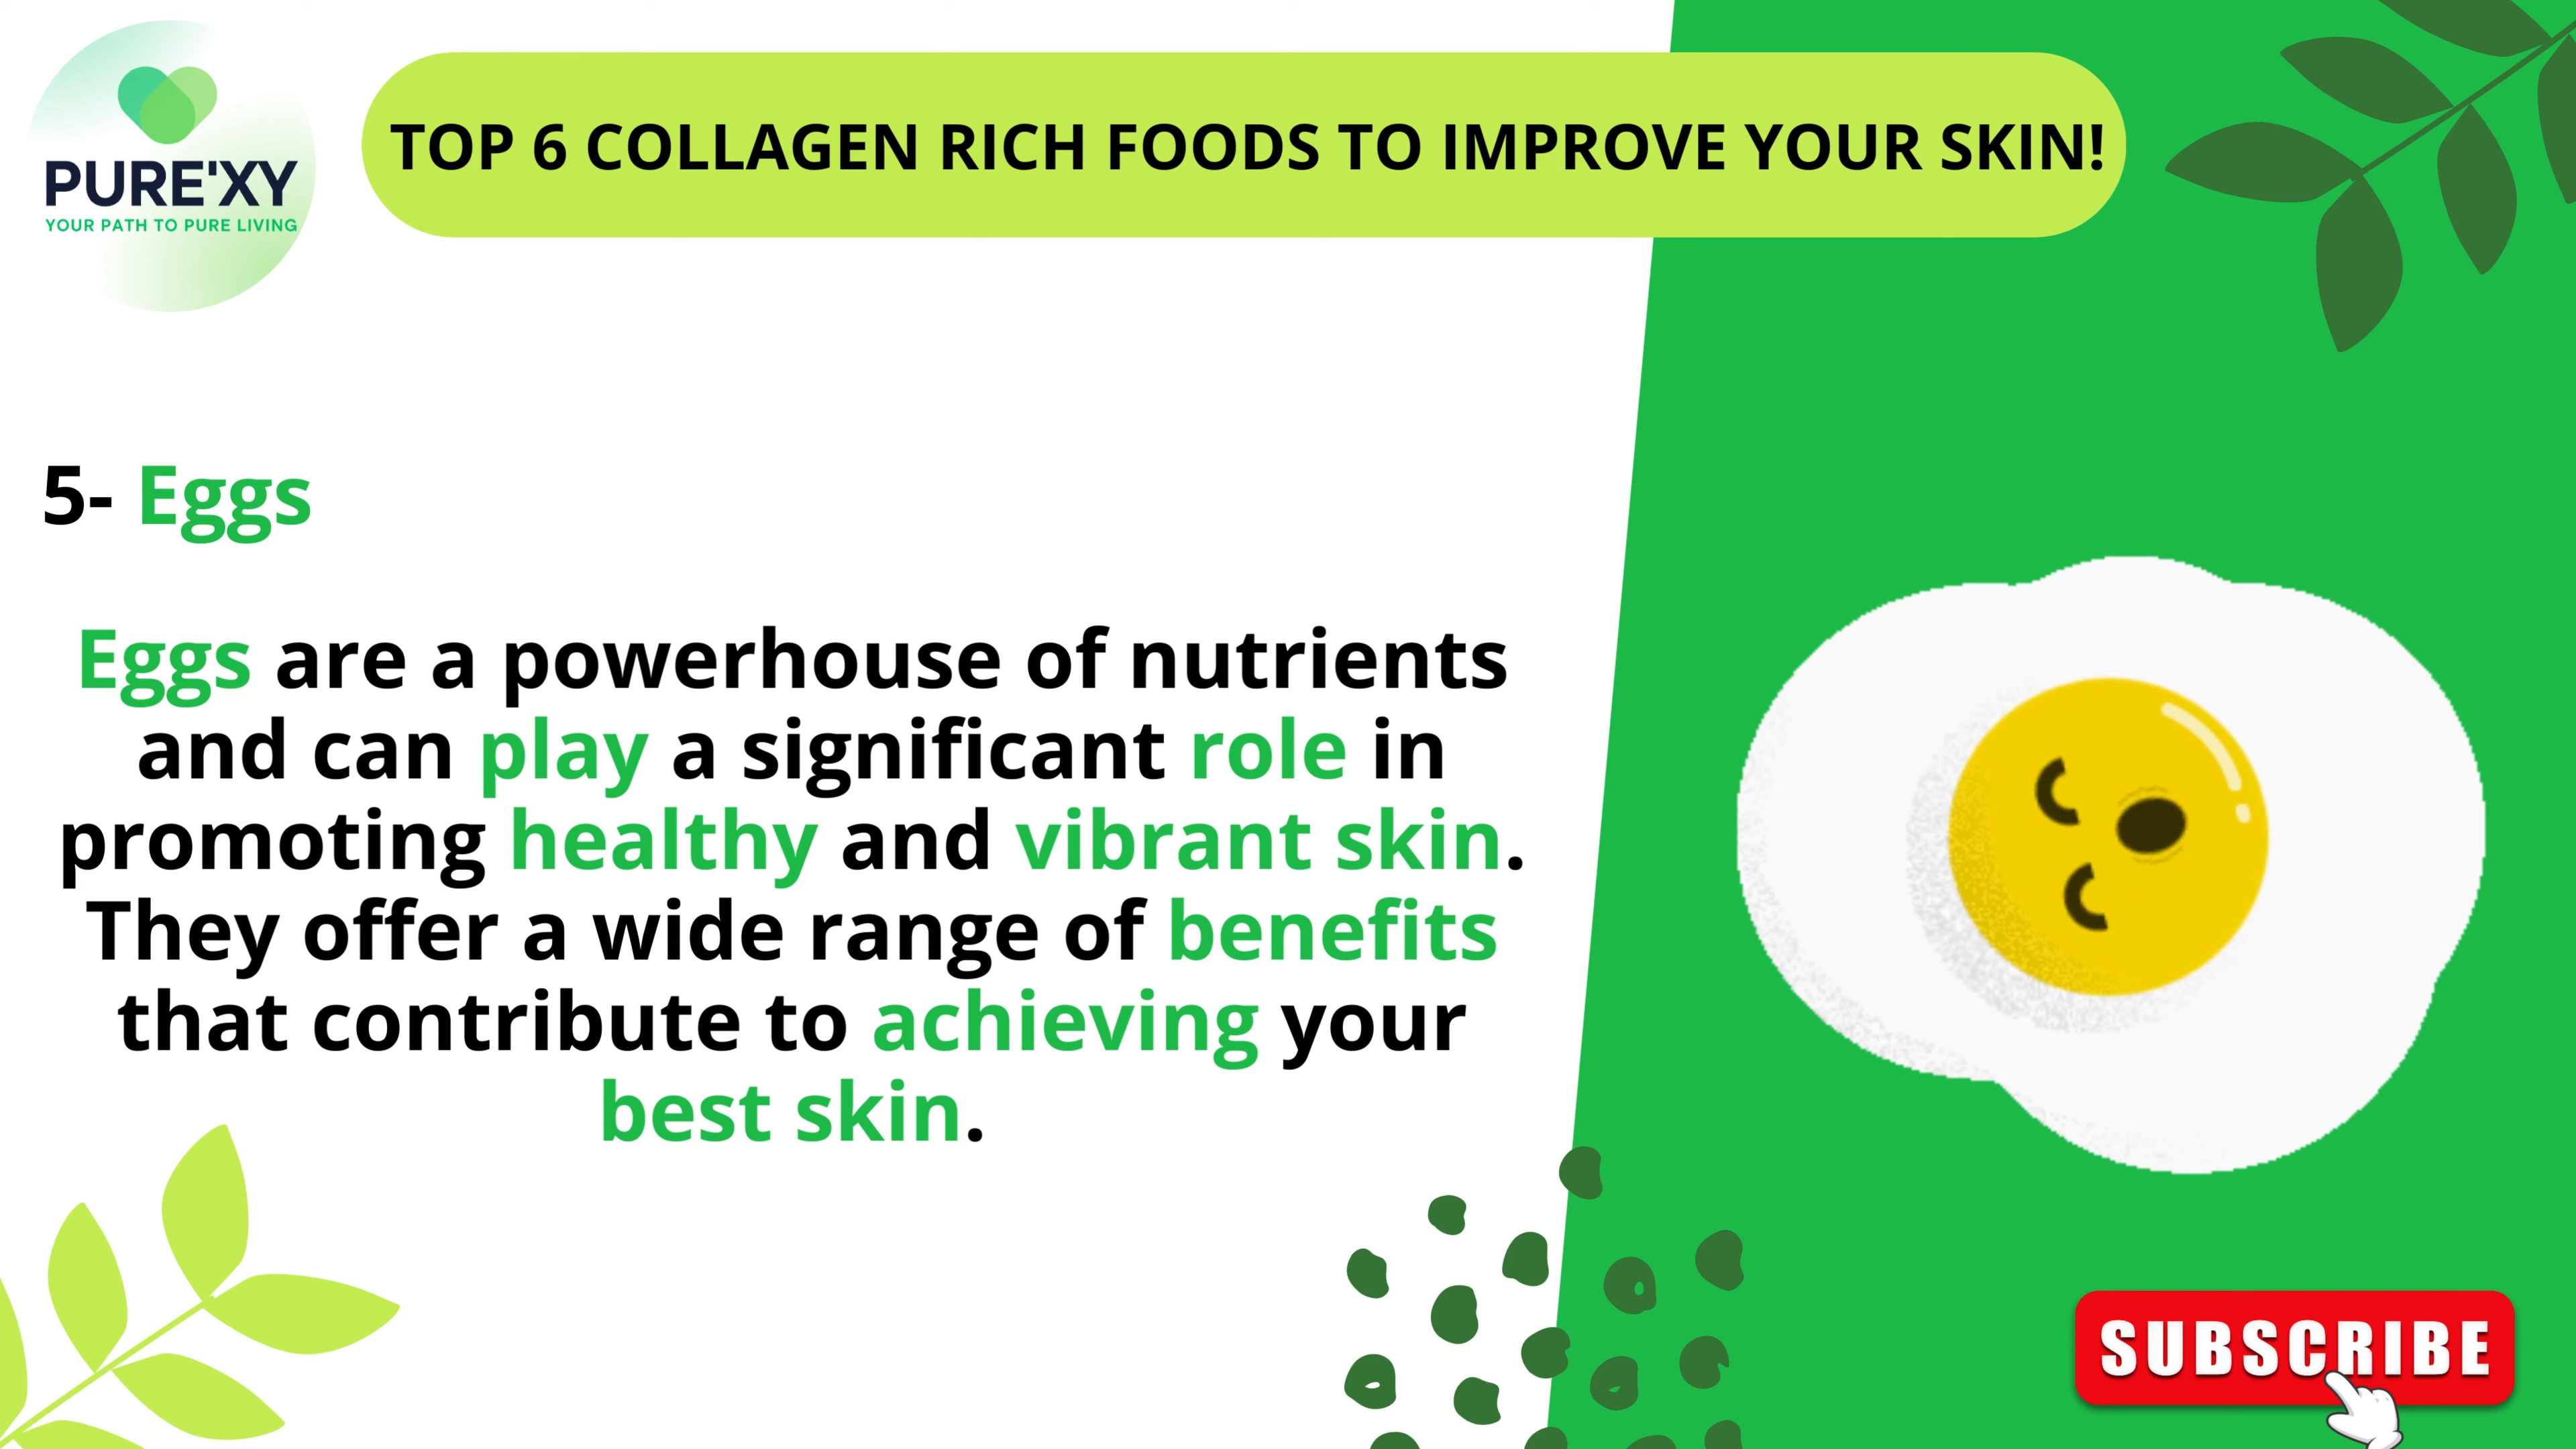 PURE'XY
YOUR PATH TO PURE LIVING
TOP 6 COLLAGEN RICH FOODS TO IMPROVE YOUR SKIN!
5- Eggs
Eggs are a powerhouse of nutrients
and can play a significant role in
promoting healthy and vibrant skin.
They offer a wide range of benefits
that contribute to achieving your
best skin.
SUBSCRIBE